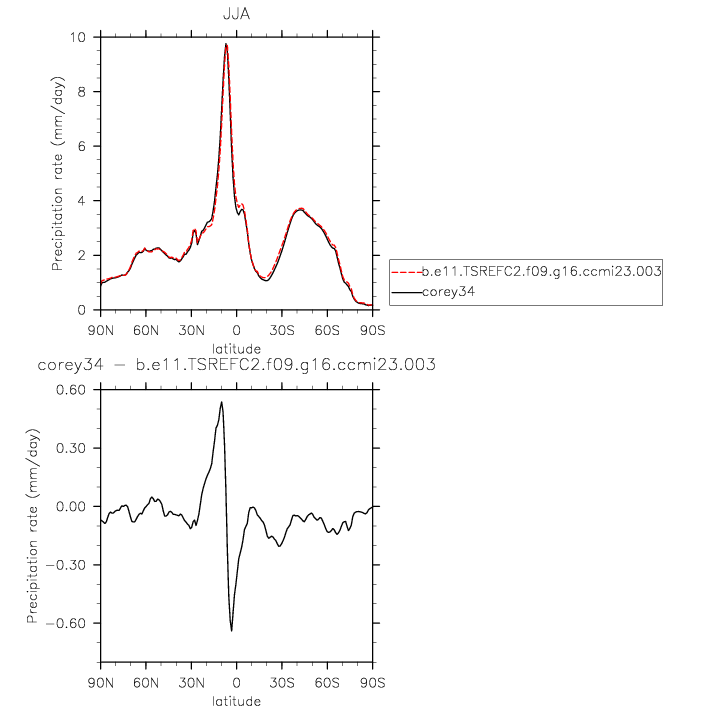 JJA
Precipitation rate (mm/day)
10
8
6
4
2
0
90N 60N 30N 0 30S 60S 90S
latitude
b.e11.TSREFC2.f09.g16.ccmi23.003
corey34
corey34 − b.e11.TSREFC2.f09.g16.ccmi23.003
Precipitation rate (mm/day)
0.60
0.30
0.00
−0.30
−0.60
90N 60N 30N 0 30S 60S 90S
latitude